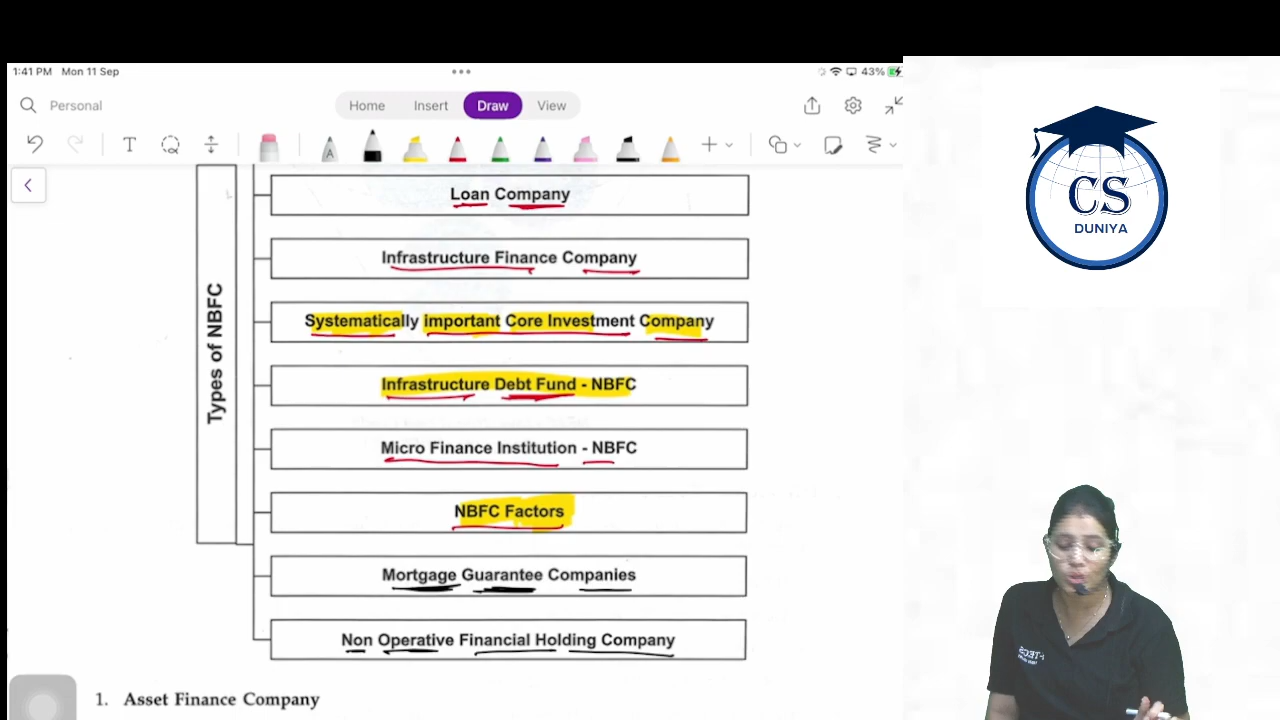 1:41 PM Mon 11 Sep
43%
Personal
Home Insert Draw View
T
A
CS
DUNIYA
Types of NBFC
Loan Company
Infrastructure Finance Company
Systematically important Core Investment Company
Infrastructure Debt Fund - NBFC
Micro Finance Institution - NBFC
NBFC Factors
Mortgage Guarantee Companies
Non Operative Financial Holding Company
1. Asset Finance Company